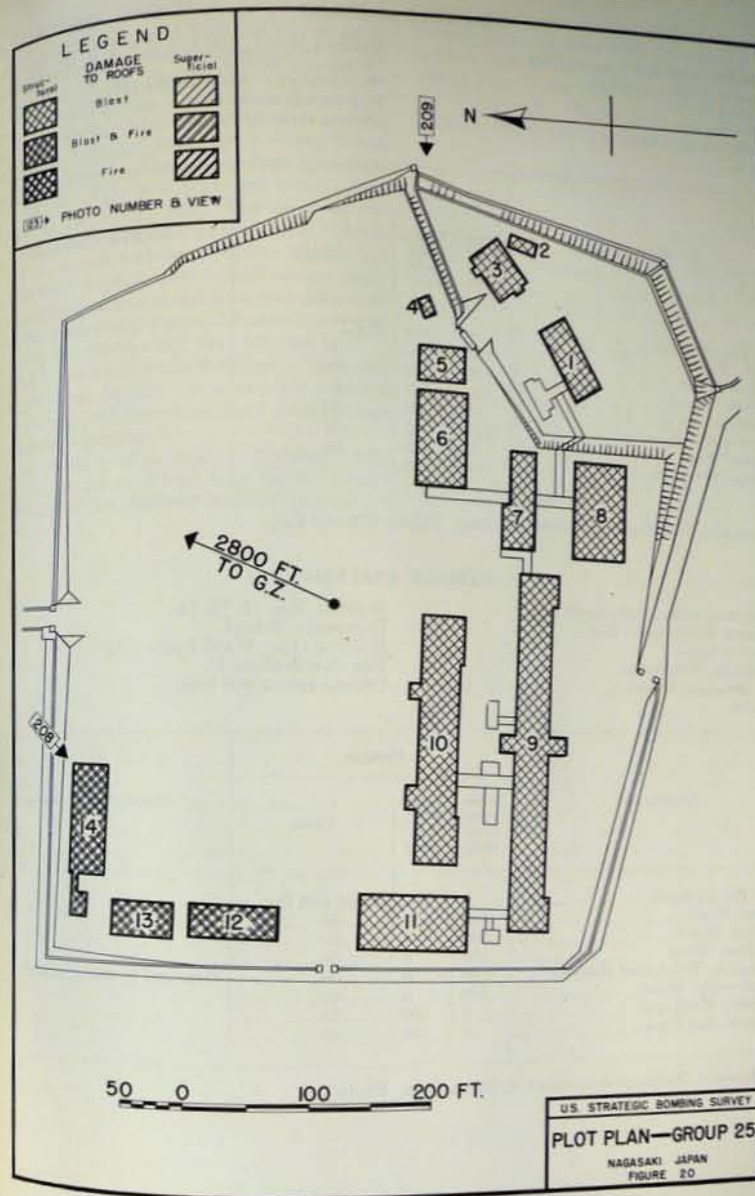 LEGEND
DAMAGE
TO ROOFS
Struc-
tural
Super-
ficial
Blast
Blast & Fire
Fire
PHOTO NUMBER & VIEW
209
N
2
3
4
1
5
6
7
8
2800 FT.
TO G.Z.
10
9
208
14
13
12
11
50 0 100 200 FT.
U.S. STRATEGIC BOMBING SURVEY
PLOT PLAN—GROUP 25
NAGASAKI JAPAN
FIGURE 20